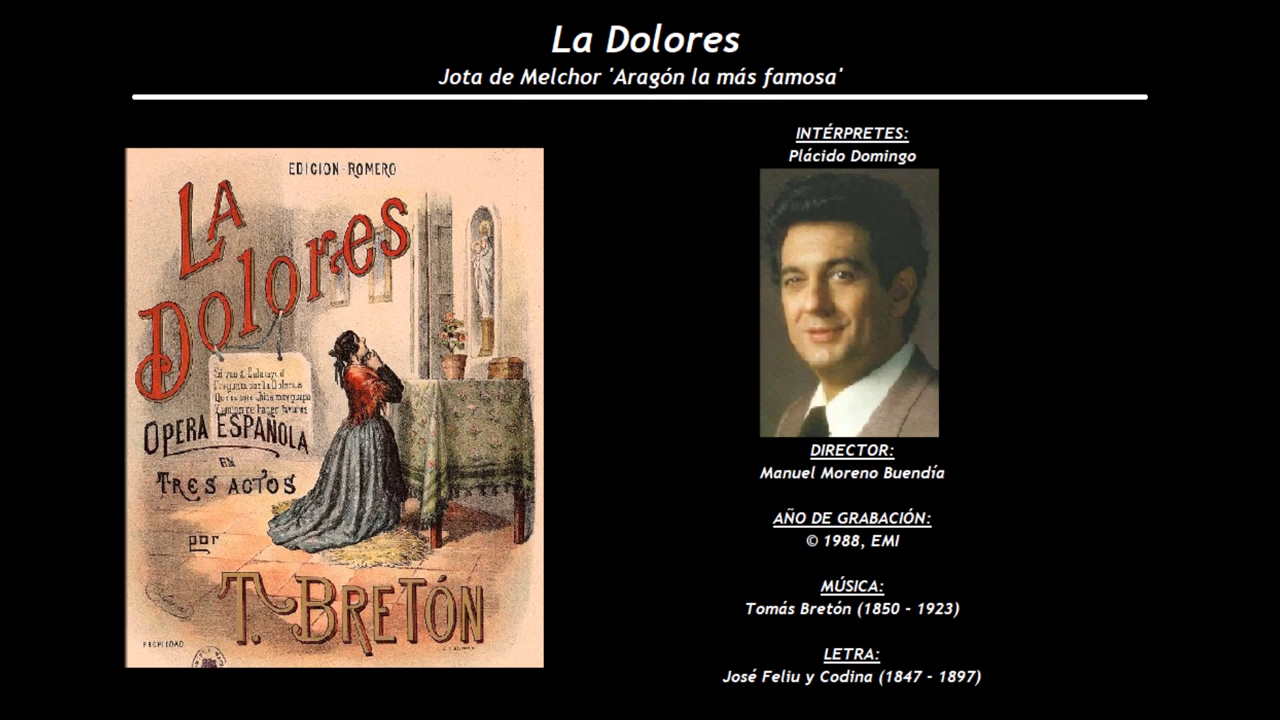 La Dolores
Jota de Melchor 'Aragón la más famosa'
EDICION-ROMERO
LA
Dolores
OPERA ESPAÑOLA
EN
TRES ACTOS
por
T. BRETÓN
PROPIEDAD
INTÉRPRETES:
Plácido Domingo
DIRECTOR:
Manuel Moreno Buendía
AÑO DE GRABACIÓN:
© 1988, EMI
MÚSICA:
Tomás Bretón (1850 - 1923)
LETRA:
José Feliu y Codina (1847 - 1897)